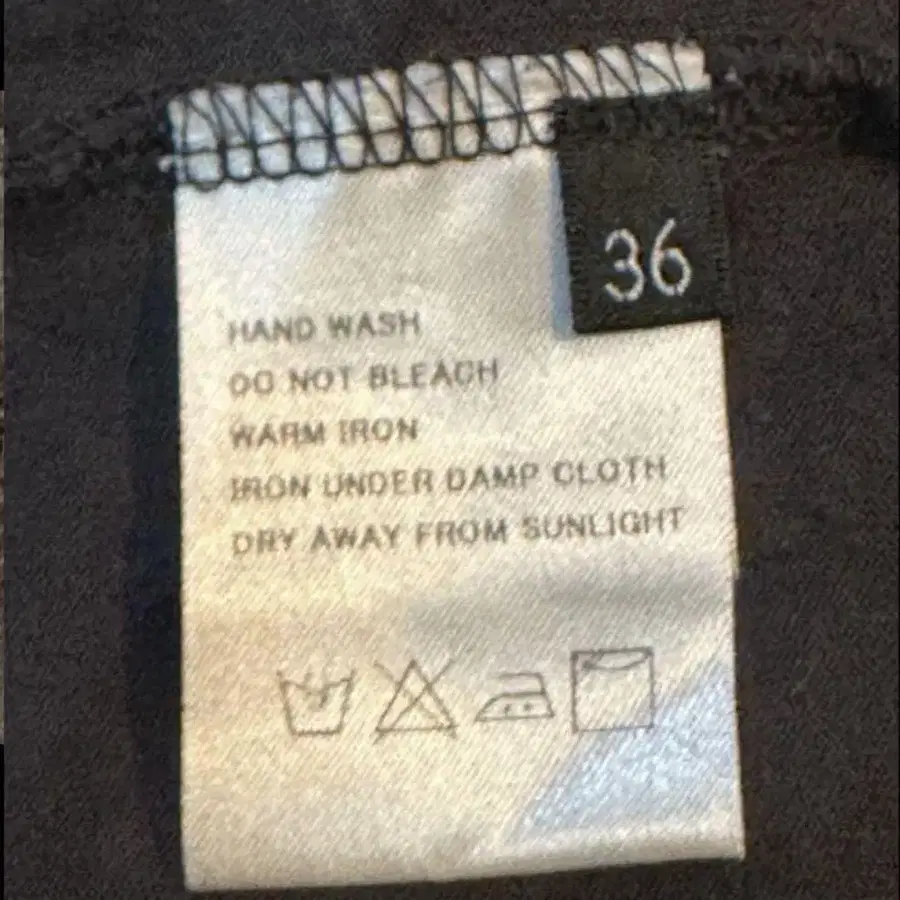 36
HAND WASH
DO NOT BLEACH
WARM IRON
IRON UNDER DAMP CLOTH
DRY AWAY FROM SUNLIGHT